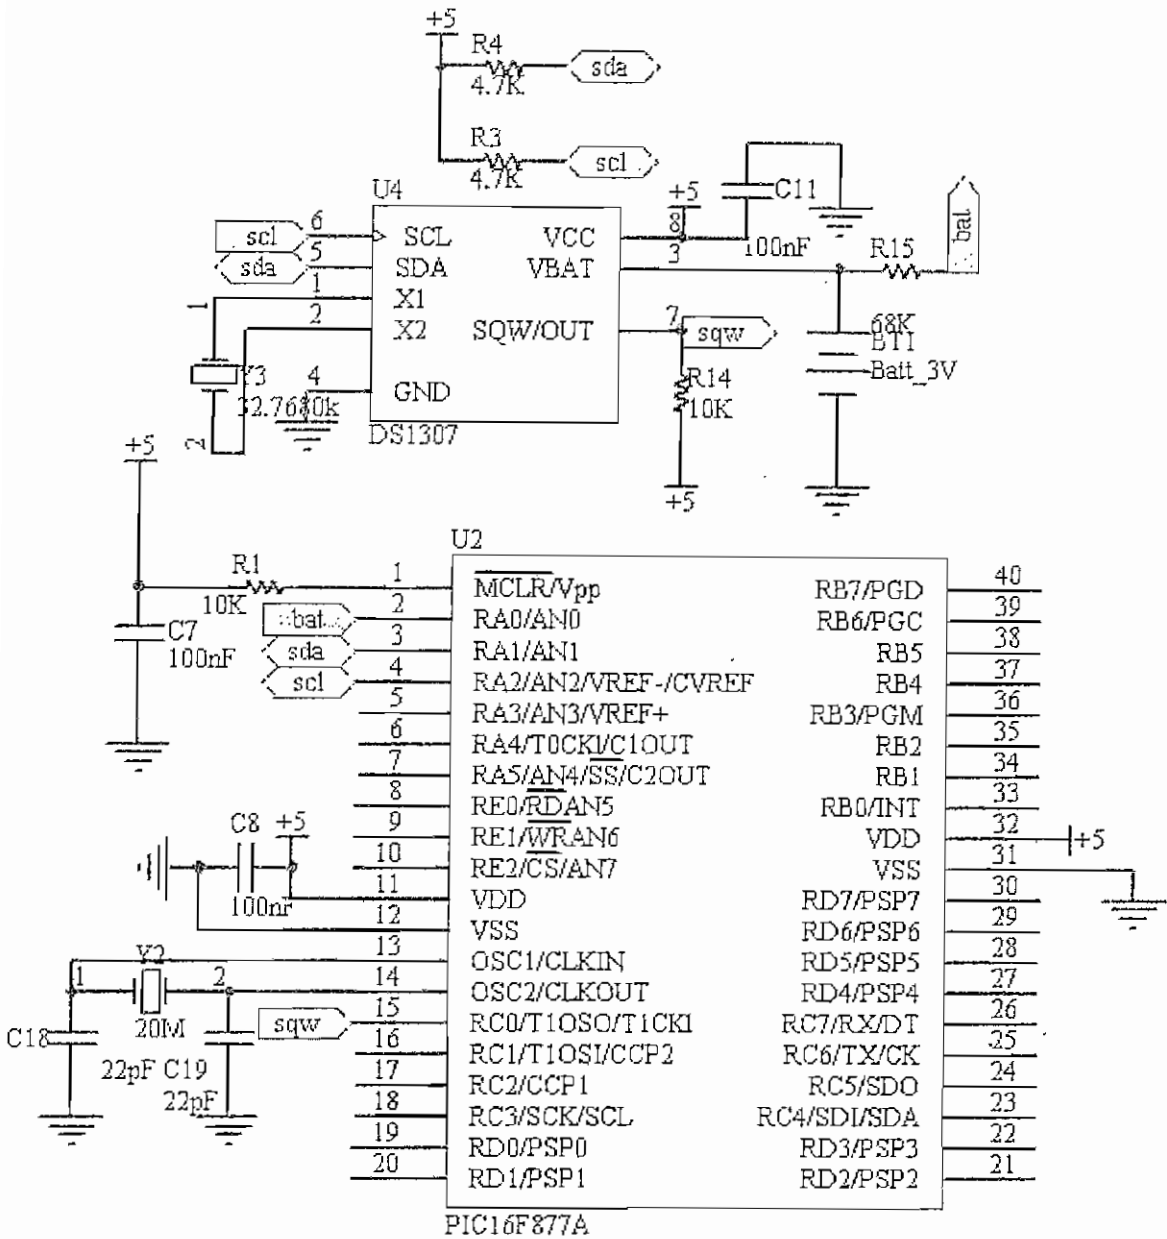 +5
R4
4.7K
sda
R3
4.7K
scl
U4
+5
C11
100nF
bat
R15
68K
scl
6
SCL
VCC
8
sda
5
SDA
VBAT
3
1
1
X1
2
X2
SQW/OUT
7
sqw
Y3
32.7680k
2
4
GND
R14
10K
+5
BT1
Batt_3V
DS1307
+5
U2
R1
10K
C7
100nF
1
MCLR/Vpp
RB7/PGD
40
bat
2
RA0/AN0
RB6/PGC
39
sda
3
RA1/AN1
RB5
38
scl
4
RA2/AN2/VREF-/CVREF
RB4
37
5
RA3/AN3/VREF+
RB3/PGM
36
6
RA4/T0CKI/C1OUT
RB2
35
7
RA5/AN4/SS/C2OUT
RB1
34
8
RE0/RDAN5
RB0/INT
33
C8
+5
100nF
9
RE1/WRAN6
VDD
32
+5
10
RE2/CS/AN7
VSS
31
11
VDD
RD7/PSP7
30
12
VSS
RD6/PSP6
29
13
OSC1/CLKIN
RD5/PSP5
28
Y2
1
2
20M
14
OSC2/CLKOUT
RD4/PSP4
27
C18
22pF
C19
22pF
sqw
15
RC0/T1OSO/T1CKI
RC7/RX/DT
26
16
RC1/T1OSI/CCP2
RC6/TX/CK
25
17
RC2/CCP1
RC5/SDO
24
18
RC3/SCK/SCL
RC4/SDI/SDA
23
19
RD0/PSP0
RD3/PSP3
22
20
RD1/PSP1
RD2/PSP2
21
PIC16F877A